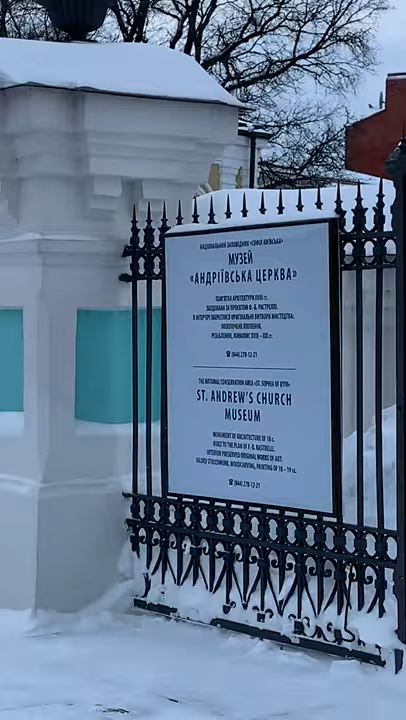 НАЦІОНАЛЬНИЙ ЗАПОВІДНИК «СОФІЯ КИЇВСЬКА»
МУЗЕЙ
«АНДРІЇВСЬКА ЦЕРКВА»
ПАМ'ЯТКА АРХІТЕКТУРИ XVIII ст.
ЗБУДОВАНА ЗА ПРОЕКТОМ Ф.-Б. РАСТРЕЛЛІ.
В ІНТЕР'ЄРІ ЗБЕРЕГЛИСЯ ОРИГІНАЛЬНІ ВИТВОРИ МИСТЕЦТВА:
ПОЗОЛОЧЕНЕ ЛІПЛЕННЯ,
РІЗЬБЛЕННЯ, ЖИВОПИС XVIII – XIX ст.
☎ (044) 278-12-21
THE NATIONAL CONSERVATION AREA «ST. SOPHIA OF KYIV»
ST. ANDREW'S CHURCH
MUSEUM
MONUMENT OF ARCHITECTURE OF 18 c.
BUILT TO THE PLAN OF F.-B. RASTRELLI.
INTERIOR PRESERVED ORIGINAL WORKS OF ART:
GILDED STUCCOWORK, WOODCARVING, PAINTING OF 18 – 19 cc.
☎ (044) 278-12-21